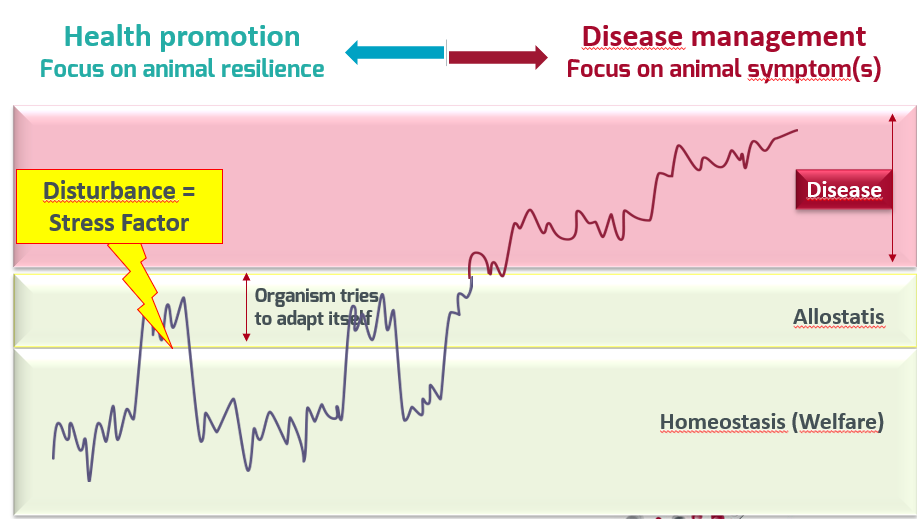 Health promotion
Focus on animal resilience
Disease management
Focus on animal symptom(s)
Disturbance =
Stress Factor
Disease
Organism tries
to adapt itself
Allostatis
Homeostasis (Welfare)